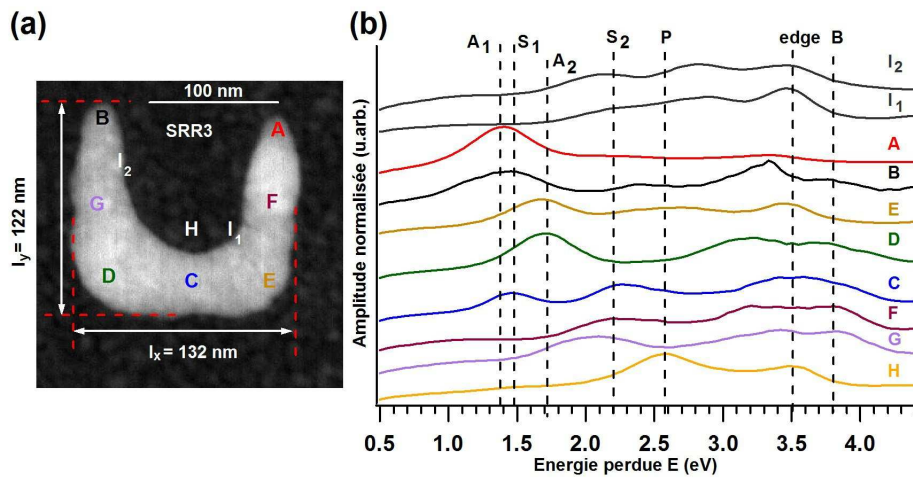 (a)
100 nm
SRR3
B
A
I2
G
F
H
I1
D
C
E
Iy = 122 nm
Ix = 132 nm
(b)
A1 S1 A2 S2 P edge B
I2
I1
A
B
E
D
C
F
G
H
Amplitude normalisée (u.arb.)
0.5 1.0 1.5 2.0 2.5 3.0 3.5 4.0
Energie perdue E (eV)